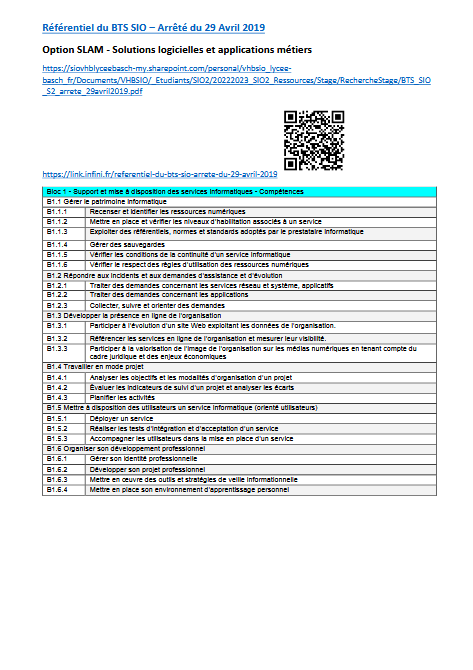 Référentiel du BTS SIO – Arrêté du 29 Avril 2019
Option SLAM - Solutions logicielles et applications métiers
https://siovhblyceebasch-my.sharepoint.com/personal/vhbsio_lycee-
basch_fr/Documents/VHBSIO/_Etudiants/SIO2/20222023_SIO2_Ressources/Stage/RechercheStage/BTS_SIO
_S2_arrete_29avril2019.pdf
https://link.infini.fr/referentiel-du-bts-sio-arrete-du-29-avril-2019
Bloc 1 - Support et mise à disposition des services informatiques - Compétences
B1.1 Gérer le patrimoine informatique
B1.1.1 Recenser et identifier les ressources numériques
B1.1.2 Mettre en place et vérifier les niveaux d'habilitation associés à un service
B1.1.3 Exploiter des référentiels, normes et standards adoptés par le prestataire informatique
B1.1.4 Gérer des sauvegardes
B1.1.5 Vérifier les conditions de la continuité d'un service informatique
B1.1.6 Vérifier le respect des règles d'utilisation des ressources numériques
B1.2 Répondre aux incidents et aux demandes d'assistance et d'évolution
B1.2.1 Traiter des demandes concernant les services réseau et système, applicatifs
B1.2.2 Traiter des demandes concernant les applications
B1.2.3 Collecter, suivre et orienter des demandes
B1.3 Développer la présence en ligne de l'organisation
B1.3.1 Participer à l'évolution d'un site Web exploitant les données de l'organisation.
B1.3.2 Référencer les services en ligne de l'organisation et mesurer leur visibilité.
B1.3.3 Participer à la valorisation de l'image de l'organisation sur les médias numériques en tenant compte du
cadre juridique et des enjeux économiques
B1.4 Travailler en mode projet
B1.4.1 Analyser les objectifs et les modalités d'organisation d'un projet
B1.4.2 Évaluer les indicateurs de suivi d'un projet et analyser les écarts
B1.4.3 Planifier les activités
B1.5 Mettre à disposition des utilisateurs un service informatique (orienté utilisateurs)
B1.5.1 Déployer un service
B1.5.2 Réaliser les tests d'intégration et d'acceptation d'un service
B1.5.3 Accompagner les utilisateurs dans la mise en place d'un service
B1.6 Organiser son développement professionnel
B1.6.1 Gérer son identité professionnelle
B1.6.2 Développer son projet professionnel
B1.6.3 Mettre en œuvre des outils et stratégies de veille informationnelle
B1.6.4 Mettre en place son environnement d'apprentissage personnel